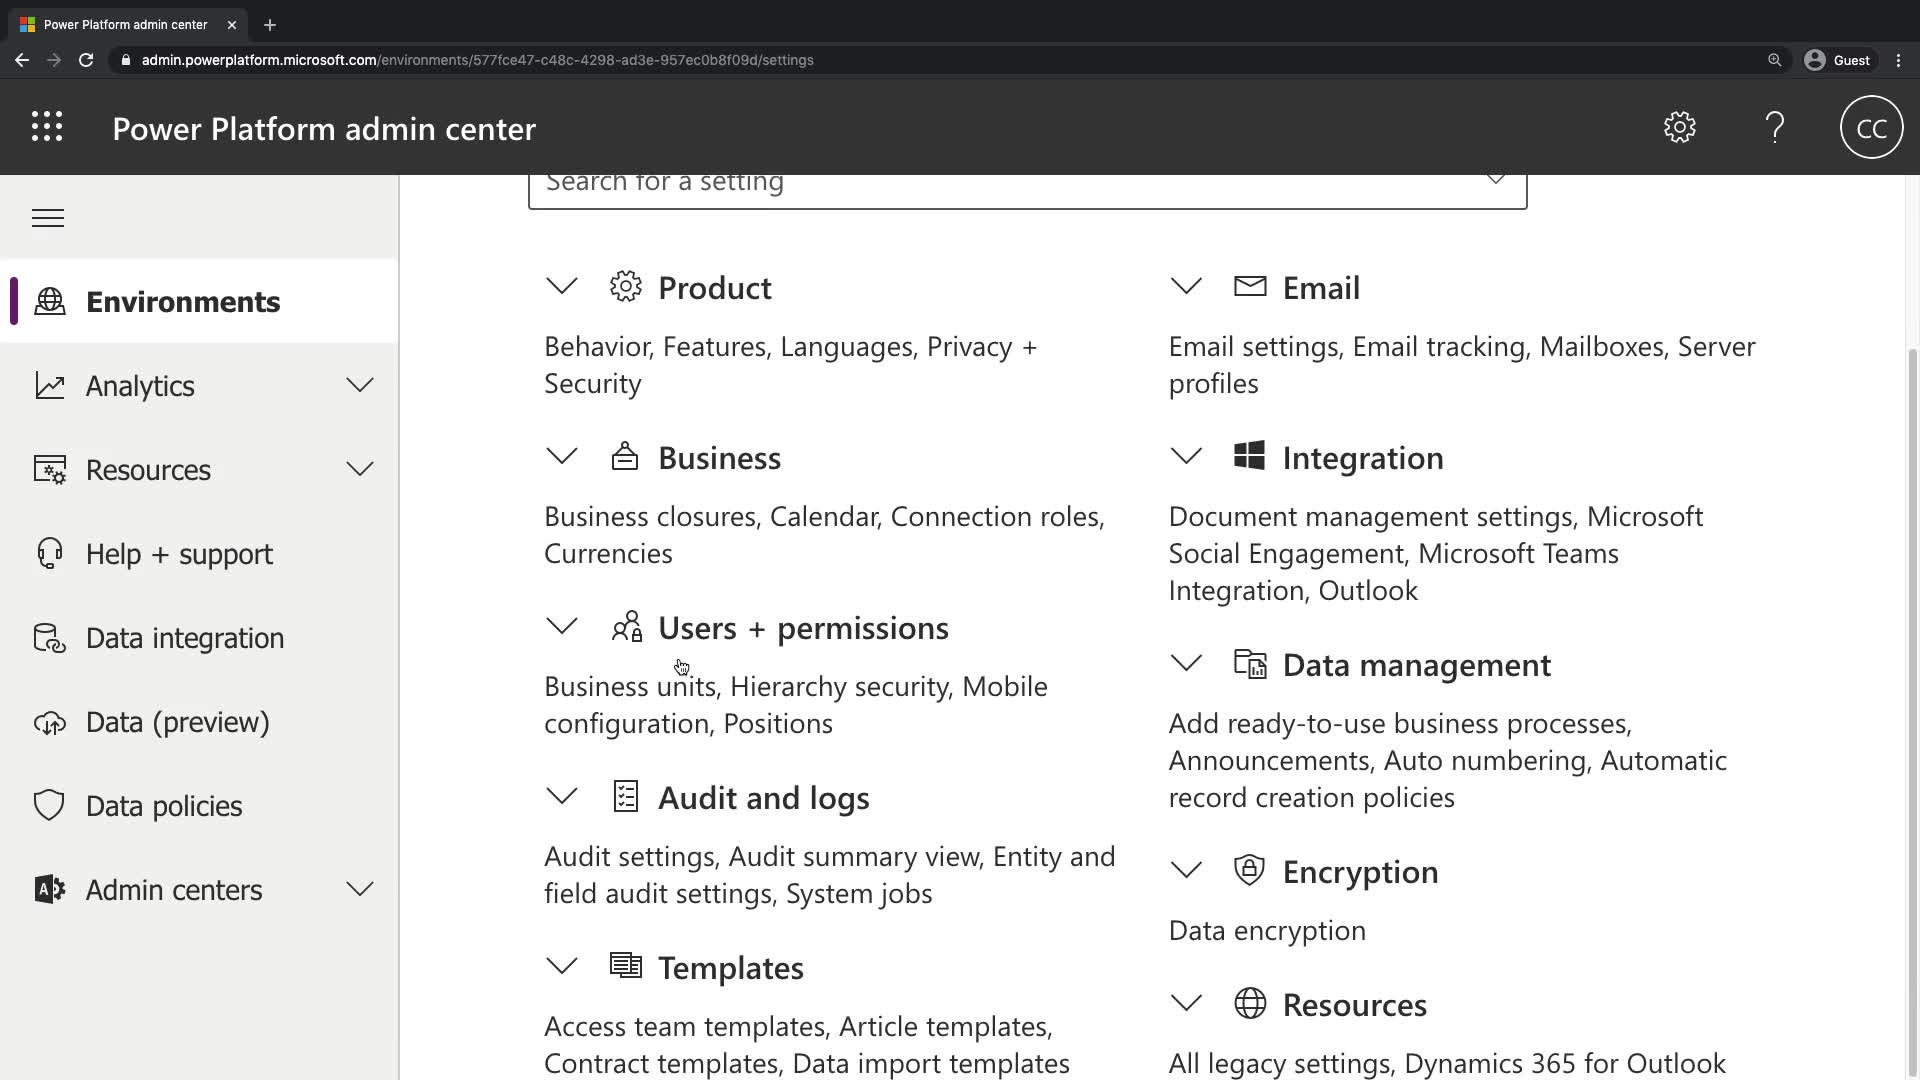 Power Platform admin center
admin.powerplatform.microsoft.com/environments/577fce47-c48c-4298-ad3e-957ec0b8f09d/settings
Guest
Power Platform admin center
CC
Search for a setting
Environments
Analytics
Resources
Help + support
Data integration
Data (preview)
Data policies
Admin centers
Product
Behavior, Features, Languages, Privacy +
Security
Business
Business closures, Calendar, Connection roles,
Currencies
Users + permissions
Business units, Hierarchy security, Mobile
configuration, Positions
Audit and logs
Audit settings, Audit summary view, Entity and
field audit settings, System jobs
Templates
Access team templates, Article templates,
Contract templates, Data import templates
Email
Email settings, Email tracking, Mailboxes, Server
profiles
Integration
Document management settings, Microsoft
Social Engagement, Microsoft Teams
Integration, Outlook
Data management
Add ready-to-use business processes,
Announcements, Auto numbering, Automatic
record creation policies
Encryption
Data encryption
Resources
All legacy settings, Dynamics 365 for Outlook